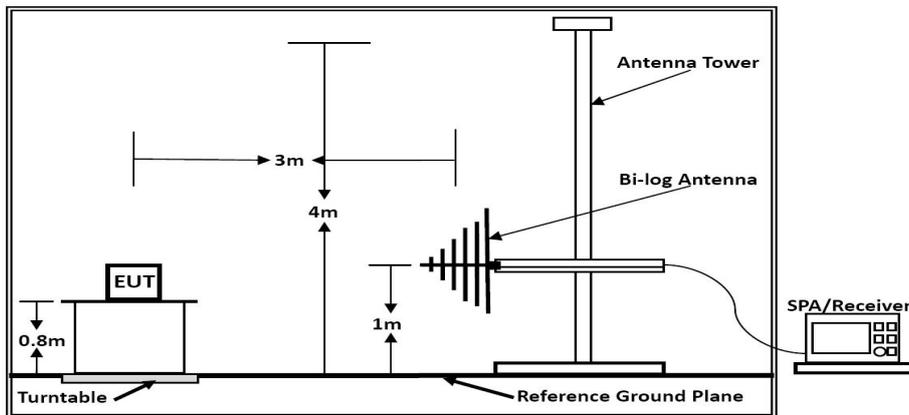 Antenna Tower
3m
Bi-log Antenna
4m
EUT
1m
SPA/Receiver
0.8m
Turntable
Reference Ground Plane